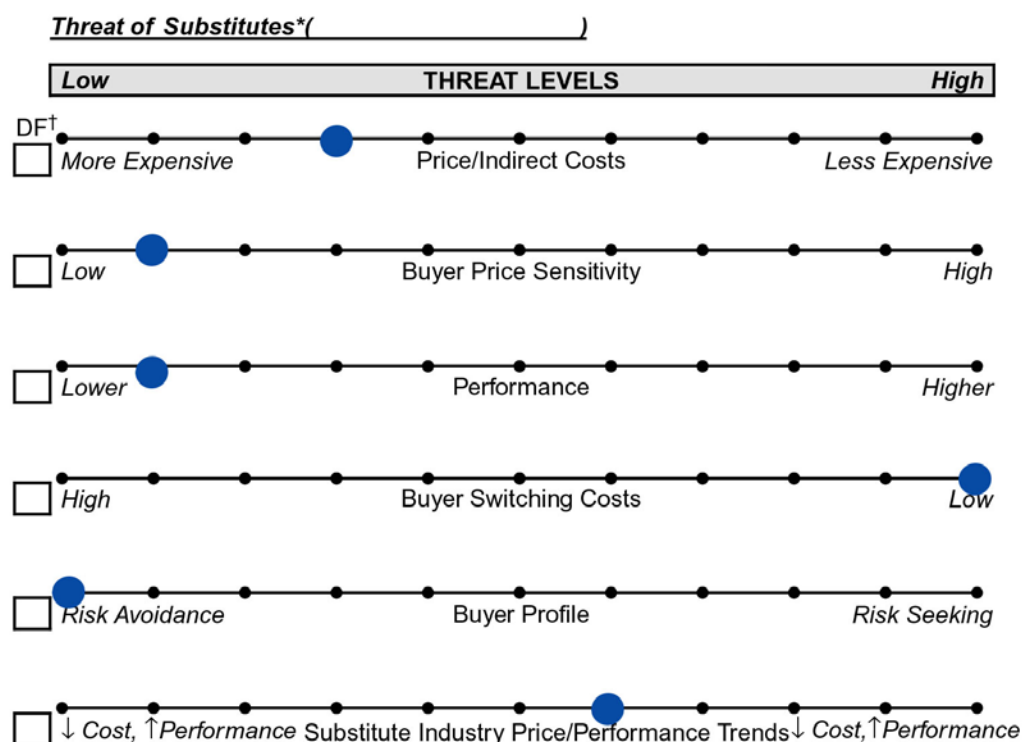 Threat of Substitutes*( )
Low THREAT LEVELS High
DF†
More Expensive Price/Indirect Costs Less Expensive
Low Buyer Price Sensitivity High
Lower Performance Higher
High Buyer Switching Costs Low
Risk Avoidance Buyer Profile Risk Seeking
↓ Cost, ↑Performance Substitute Industry Price/Performance Trends↓ Cost,↑Performance